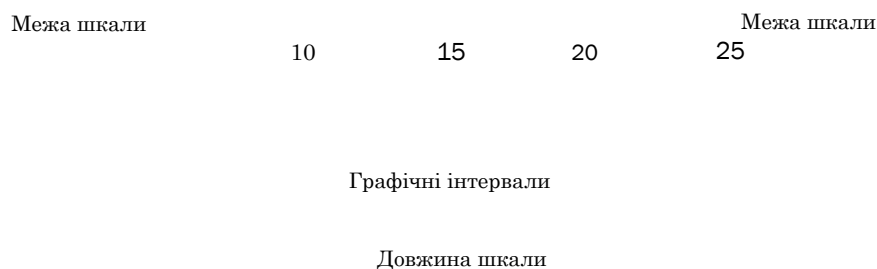 Межа шкали Межа шкали
10 15 20 25
Графічні інтервали
Довжина шкали